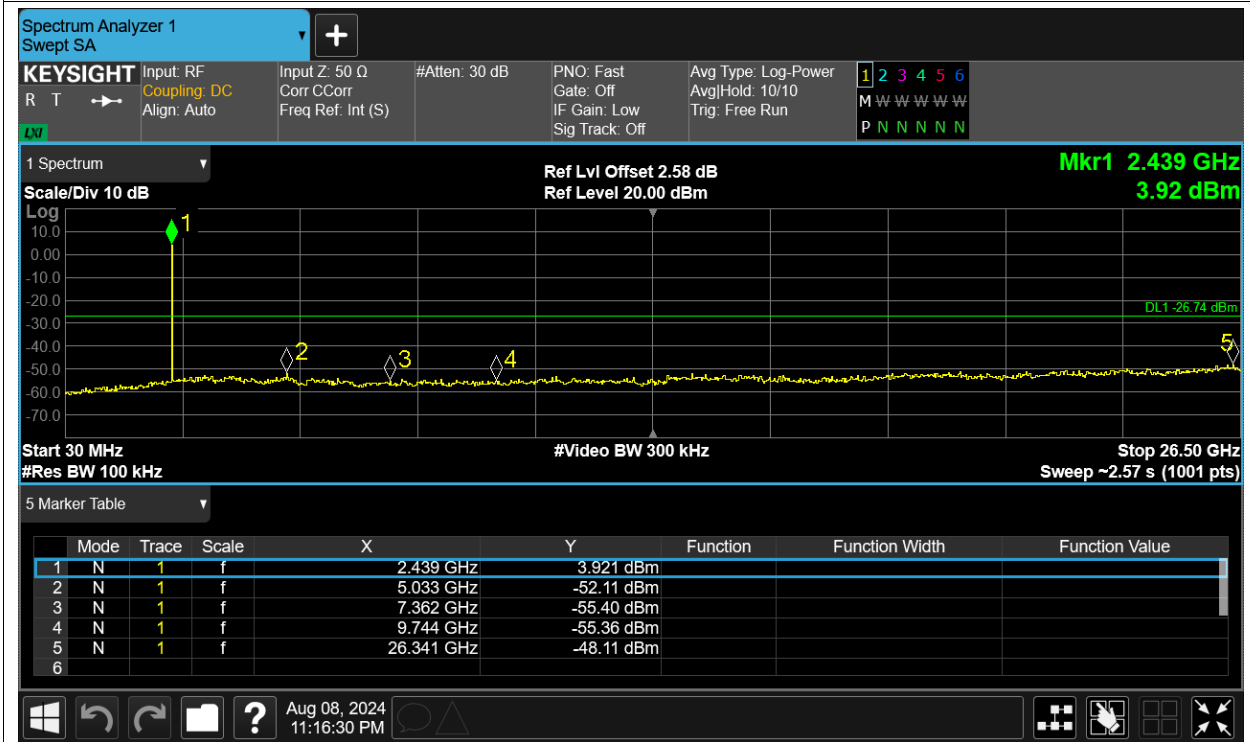 Spectrum Analyzer 1
Swept SA
+
KEYSIGHT
R T
LXI
Input: RF
Coupling: DC
Align: Auto
Input Z: 50 Ω
Corr CCorr
Freq Ref: Int (S)
#Atten: 30 dB
PNO: Fast
Gate: Off
IF Gain: Low
Sig Track: Off
Avg Type: Log-Power
Avg|Hold: 10/10
Trig: Free Run
1 2 3 4 5 6
M W W W W W
P N N N N N
1 Spectrum
Scale/Div 10 dB
Ref Lvl Offset 2.58 dB
Ref Level 20.00 dBm
Mkr1 2.439 GHz
3.92 dBm
Log
10.0
0.00
-10.0
-20.0
-30.0
-40.0
-50.0
-60.0
-70.0
1
2
3
4
5
DL1 -26.74 dBm
Start 30 MHz
#Video BW 300 kHz
Stop 26.50 GHz
#Res BW 100 kHz
Sweep ~2.57 s (1001 pts)
5 Marker Table
Mode Trace Scale X Y Function Function Width Function Value
1 N 1 f 2.439 GHz 3.921 dBm
2 N 1 f 5.033 GHz -52.11 dBm
3 N 1 f 7.362 GHz -55.40 dBm
4 N 1 f 9.744 GHz -55.36 dBm
5 N 1 f 26.341 GHz -48.11 dBm
6
?
Aug 08, 2024
11:16:30 PM